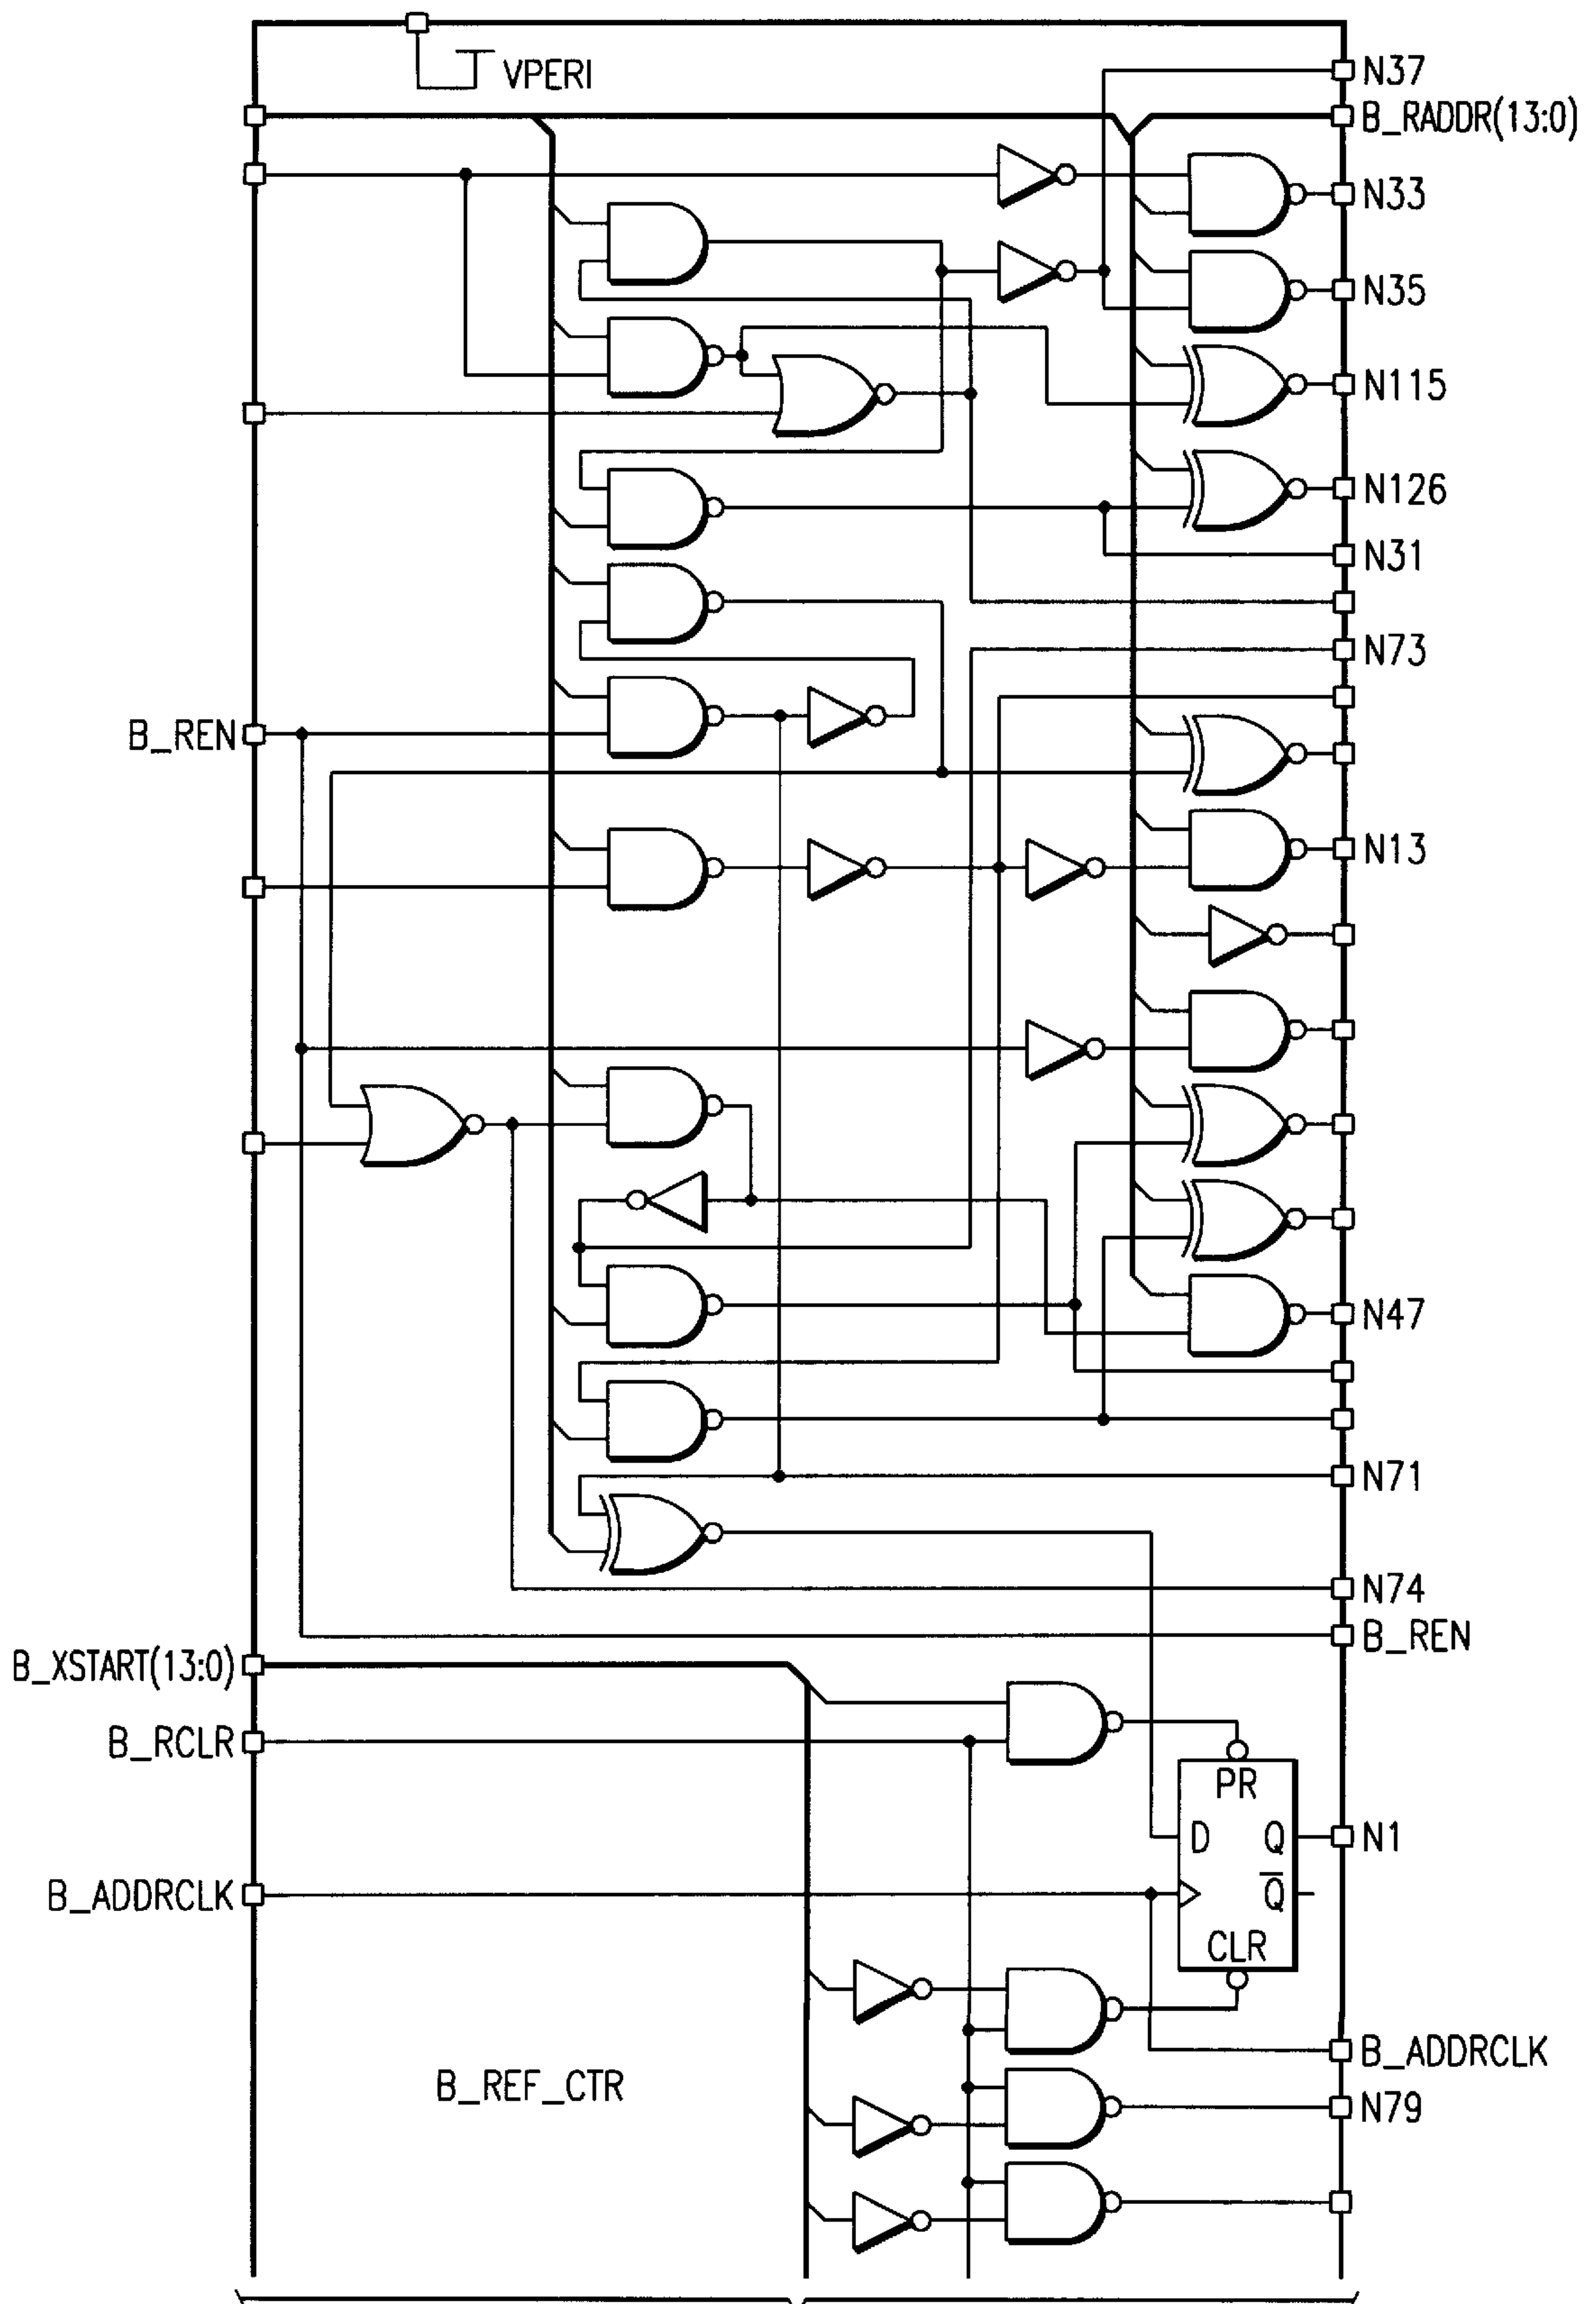 VPERI
N37
B_RADDR(13:0)
N33
N35
N115
N126
N31
N73
B_REN
N13
N47
N71
N74
B_REN
B_XSTART(13:0)
B_RCLR
PR
D
Q
N1
B_ADDRCLK
Q̅
CLR
B_ADDRCLK
B_REF_CTR
N79